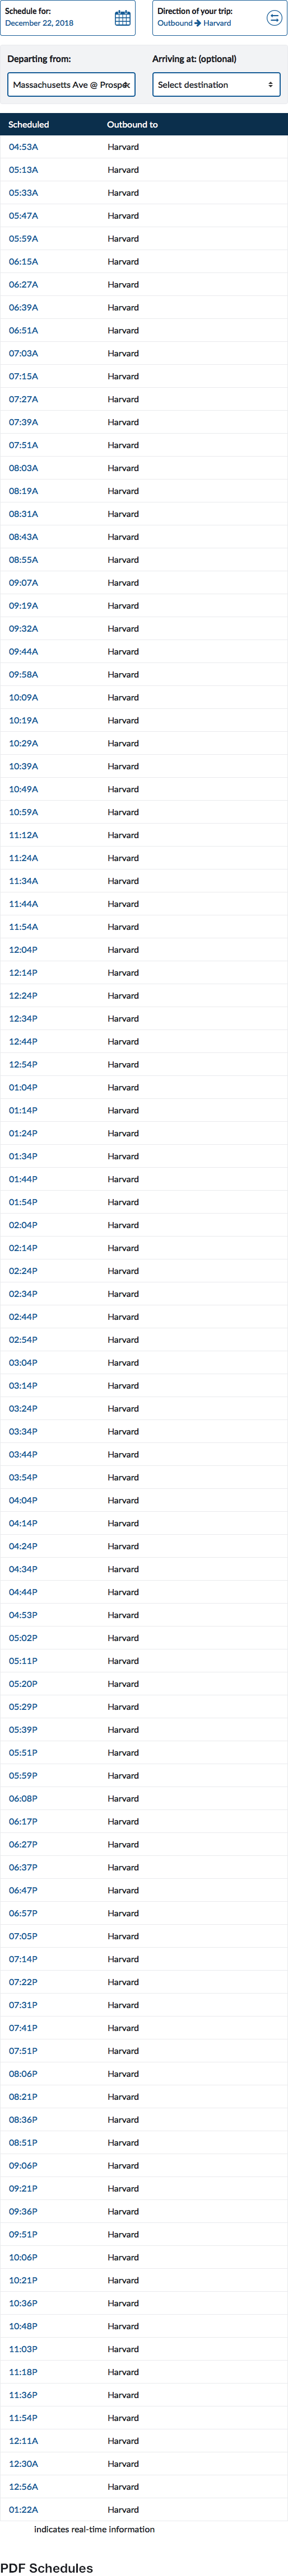 Schedule for:
December 22, 2018
Direction of your trip:
Outbound → Harvard
Departing from:
Arriving at: (optional)
Massachusetts Ave @
Select destination
Scheduled Outbound to
04:53A Harvard
05:13A Harvard
05:33A Harvard
05:47A Harvard
05:59A Harvard
06:15A Harvard
06:27A Harvard
06:39A Harvard
06:51A Harvard
07:03A Harvard
07:15A Harvard
07:27A Harvard
07:39A Harvard
07:51A Harvard
08:03A Harvard
08:19A Harvard
08:31A Harvard
08:43A Harvard
08:55A Harvard
09:07A Harvard
09:19A Harvard
09:32A Harvard
09:44A Harvard
09:58A Harvard
10:09A Harvard
10:19A Harvard
10:29A Harvard
10:39A Harvard
10:49A Harvard
10:59A Harvard
11:12A Harvard
11:24A Harvard
11:34A Harvard
11:44A Harvard
11:54A Harvard
12:04P Harvard
12:14P Harvard
12:24P Harvard
12:34P Harvard
12:44P Harvard
12:54P Harvard
01:04P Harvard
01:14P Harvard
01:24P Harvard
01:34P Harvard
01:44P Harvard
01:54P Harvard
02:04P Harvard
02:14P Harvard
02:24P Harvard
02:34P Harvard
02:44P Harvard
02:54P Harvard
03:04P Harvard
03:14P Harvard
03:24P Harvard
03:34P Harvard
03:44P Harvard
03:54P Harvard
04:04P Harvard
04:14P Harvard
04:24P Harvard
04:34P Harvard
04:44P Harvard
04:53P Harvard
05:02P Harvard
05:11P Harvard
05:20P Harvard
05:29P Harvard
05:39P Harvard
05:51P Harvard
05:59P Harvard
06:08P Harvard
06:17P Harvard
06:27P Harvard
06:37P Harvard
06:47P Harvard
06:57P Harvard
07:05P Harvard
07:14P Harvard
07:22P Harvard
07:31P Harvard
07:41P Harvard
07:51P Harvard
08:06P Harvard
08:21P Harvard
08:36P Harvard
08:51P Harvard
09:06P Harvard
09:21P Harvard
09:36P Harvard
09:51P Harvard
10:06P Harvard
10:21P Harvard
10:36P Harvard
10:48P Harvard
11:03P Harvard
11:18P Harvard
11:36P Harvard
11:54P Harvard
12:11A Harvard
12:30A Harvard
12:56A Harvard
01:22A Harvard
indicates real-time information
PDF Schedules